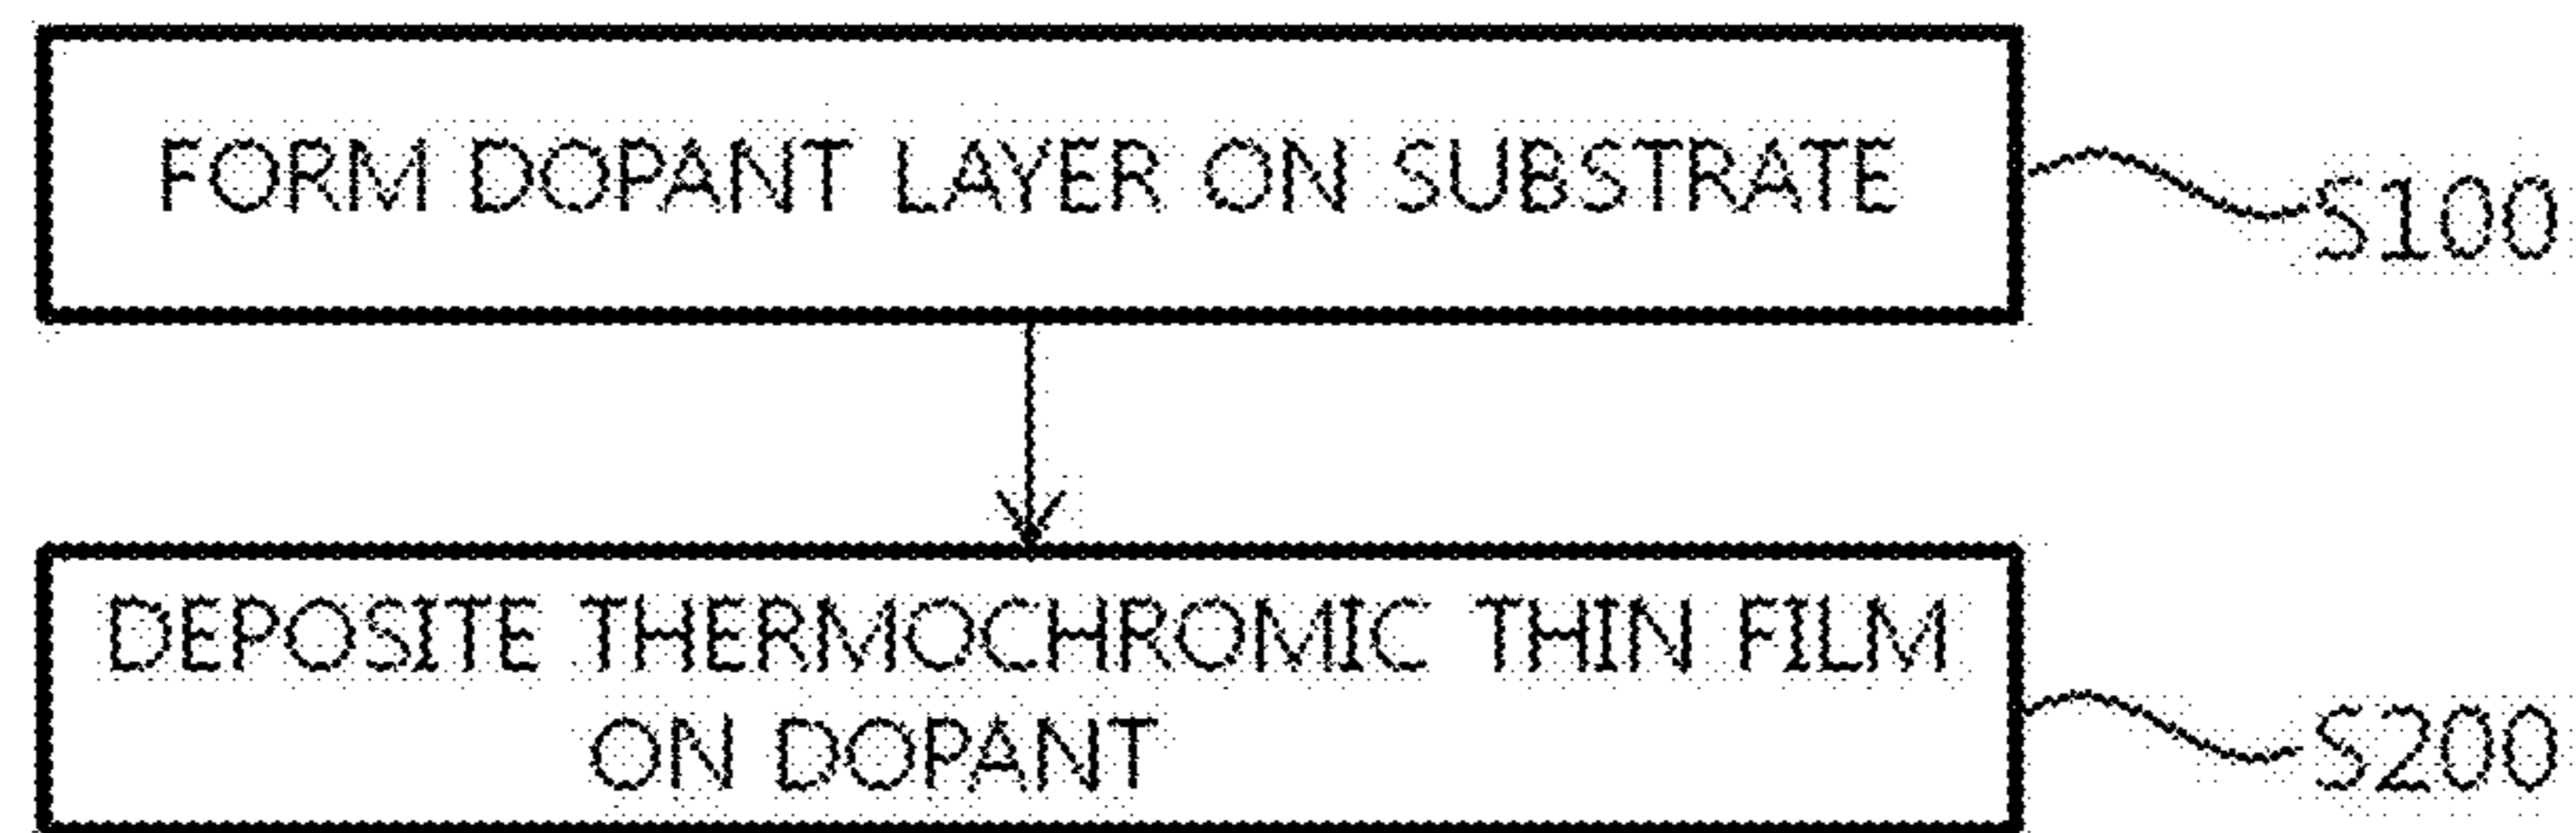 FORM DOPANT LAYER ON SUBSTRATE
S100
DEPOSITE THERMOCHROMIC THIN FILM
ON DOPANT
S200